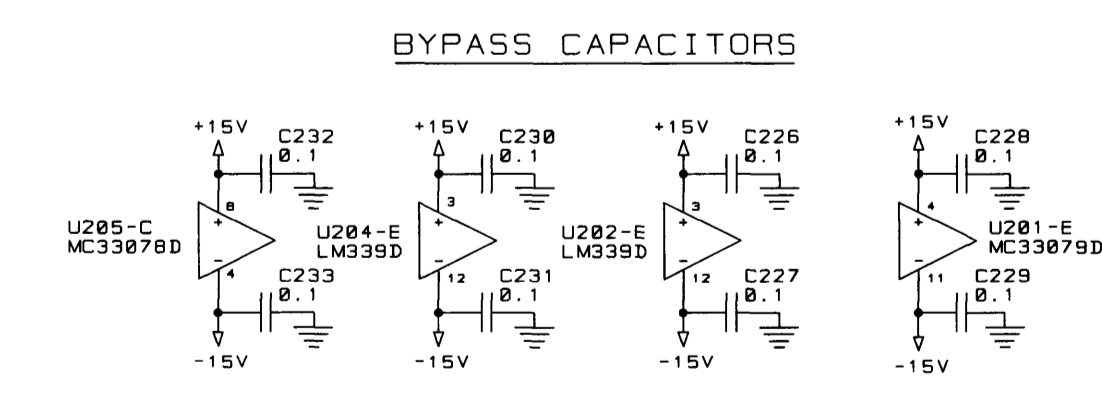 BYPASS CAPACITORS
+15V
C232
0.1
8
+
U205-C
MC33078D
-
4
C233
0.1
-15V
+15V
C230
0.1
3
+
U204-E
LM339D
-
12
C231
0.1
-15V
+15V
C226
0.1
3
+
U202-E
LM339D
-
12
C227
0.1
-15V
+15V
C228
0.1
4
+
U201-E
MC33079D
-
11
C229
0.1
-15V